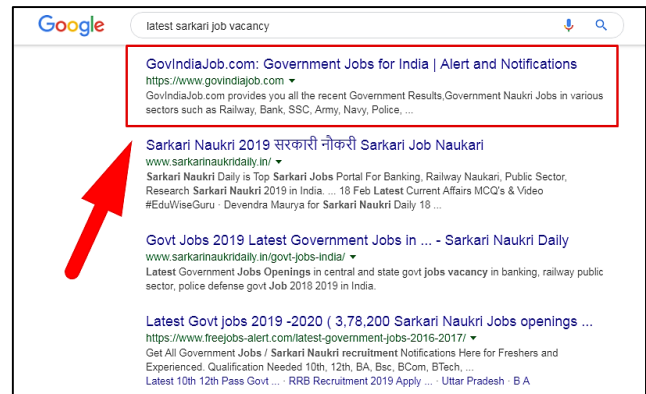 Google
latest sarkari job vacancy
GovIndiaJob.com: Government Jobs for India | Alert and Notifications
https://www.govindiajob.com
GovIndiaJob.com provides you all the recent Government Results,Government Naukri Jobs in various
sectors such as Railway, Bank, SSC, Army, Navy, Police, ...
Sarkari Naukri 2019 सरकारी नौकरी Sarkari Job Naukari
www.sarkarinaukridaily.in/
Sarkari Naukri Daily is Top Sarkari Jobs Portal For Banking, Railway Naukari, Public Sector,
Research Sarkari Naukri 2019 in India. ... 18 Feb Latest Current Affairs MCQ's & Video
#EduWiseGuru · Devendra Maurya for Sarkari Naukri Daily 18 ...
Govt Jobs 2019 Latest Government Jobs in ... - Sarkari Naukri Daily
www.sarkarinaukridaily.in/govt-jobs-india/
Latest Government Jobs Openings in central and state govt jobs vacancy in banking, railway public
sector, police defense govt Job 2018 2019 in India.
Latest Govt jobs 2019 -2020 ( 3,78,200 Sarkari Naukri Jobs openings ...
https://www.freejobs-alert.com/latest-government-jobs-2016-2017/
Get All Government Jobs / Sarkari Naukri recruitment Notifications Here for Freshers and
Experienced. Qualification Needed 10th, 12th, BA, Bsc, BCom, BTech, ...
Latest 10th 12th Pass Govt ... · RRB Recruitment 2019 Apply ... · Uttar Pradesh · B A